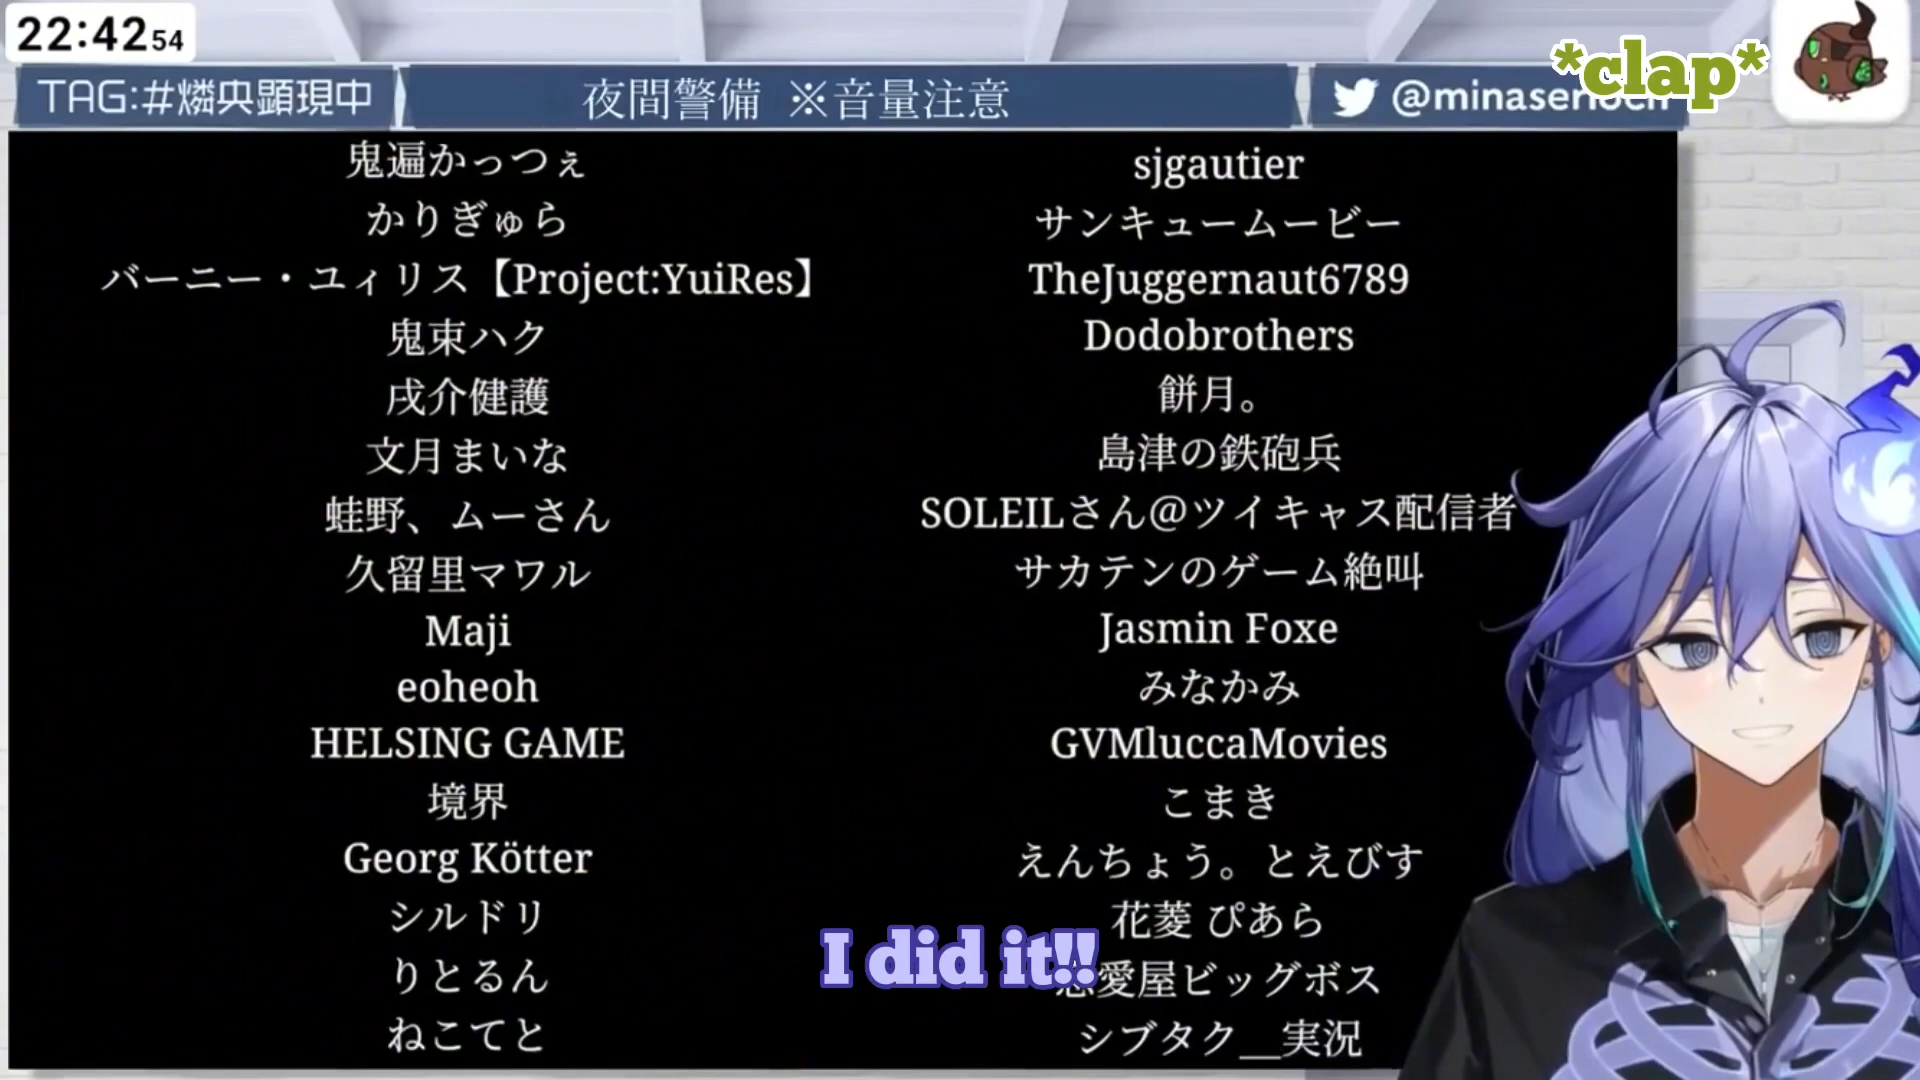 22:42 54
*clap*
TAG:#燐央顕現中
夜間警備 ※音量注意
鬼遍かっつぇ
かりぎゅら
バーニー・ユィリス【Project:YuiRes】
鬼束ハク
戌介健護
文月まいな
蛙野、ムーさん
久留里マワル
Maji
eoheoh
HELSING GAME
境界
Georg Kötter
シルドリ
りとるん
ねこてと
sjgautier
サンキュームービー
TheJuggernaut6789
Dodobrothers
餅月。
島津の鉄砲兵
SOLEILさん@ツイキャス配信者
サカテンのゲーム絶叫
Jasmin Foxe
みなかみ
GVMluccaMovies
こまき
えんちょう。とえびす
花菱 ぴあら
愛屋ビッグボス
シブタク__実況
I did it!!